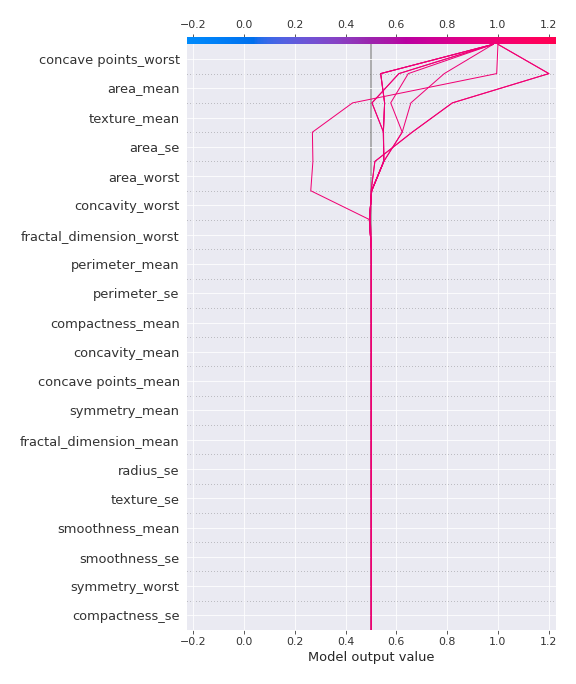 −0.2 0.0 0.2 0.4 0.6 0.8 1.0 1.2
concave points_worst
area_mean
texture_mean
area_se
area_worst
concavity_worst
fractal_dimension_worst
perimeter_mean
perimeter_se
compactness_mean
concavity_mean
concave points_mean
symmetry_mean
fractal_dimension_mean
radius_se
texture_se
smoothness_mean
smoothness_se
symmetry_worst
compactness_se
−0.2 0.0 0.2 0.4 0.6 0.8 1.0 1.2
Model output value